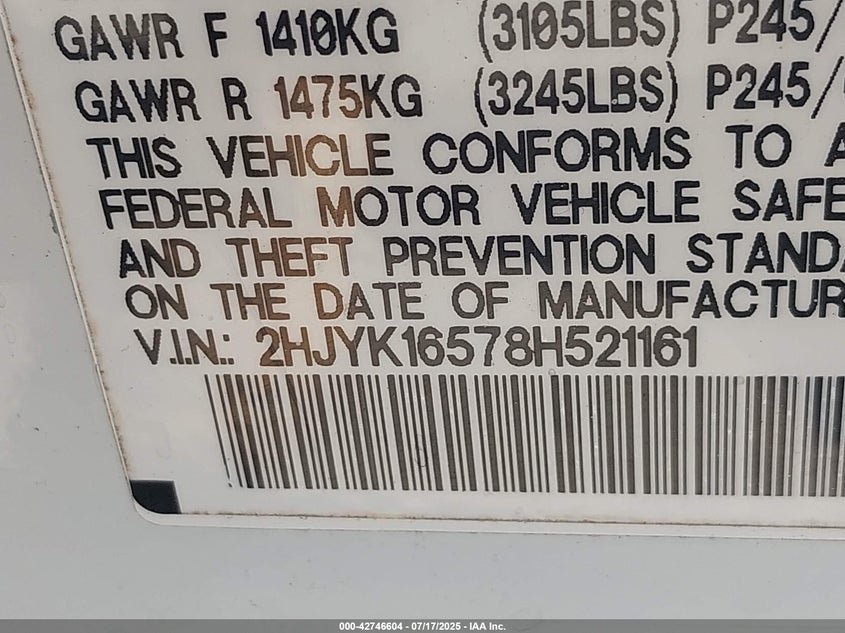 GAWR F 1410KG (3105LBS) P245/
GAWR R 1475KG (3245LBS) P245/
THIS VEHICLE CONFORMS TO A
FEDERAL MOTOR VEHICLE SAFE
AND THEFT PREVENTION STANDA
ON THE DATE OF MANUFACTUR
V.I.N.: 2HJYK16578H521161
000-42746604 - 07/17/2025 - IAA Inc.